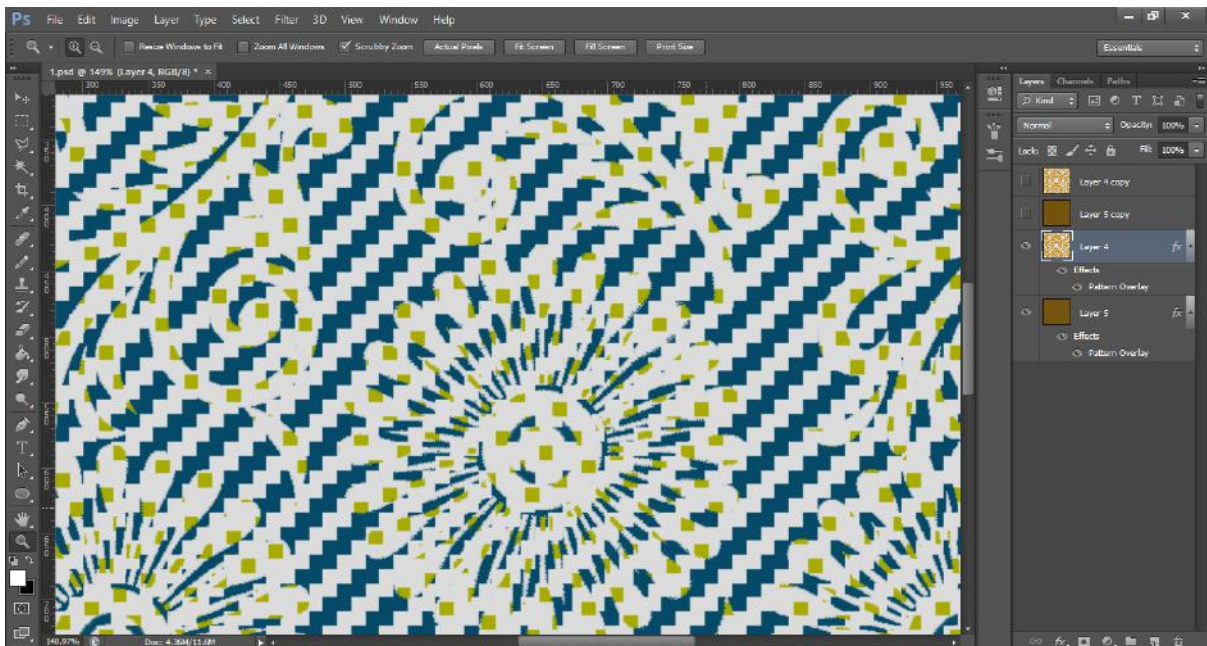 Ps File Edit Image Layer Type Select Filter 3D View Window Help
Resize Windows to Fit Zoom All Windows Scrubby Zoom Actual Pixels Fit Screen Fill Screen Print Size Essentials
1.psd @ 149% (Layer 4, RGB/8) * ×
300 350 400 450 500 550 600 650 700 750 800 850 900 950
Layers Channels Paths
Kind
Normal Opacity: 100%
Lock: Fill: 100%
Layer 4 copy
Layer 5 copy
Layer 4 fx
Effects
Pattern Overlay
Layer 5 fx
Effects
Pattern Overlay
148.97% Doc: 4.36M/11.6M
fx